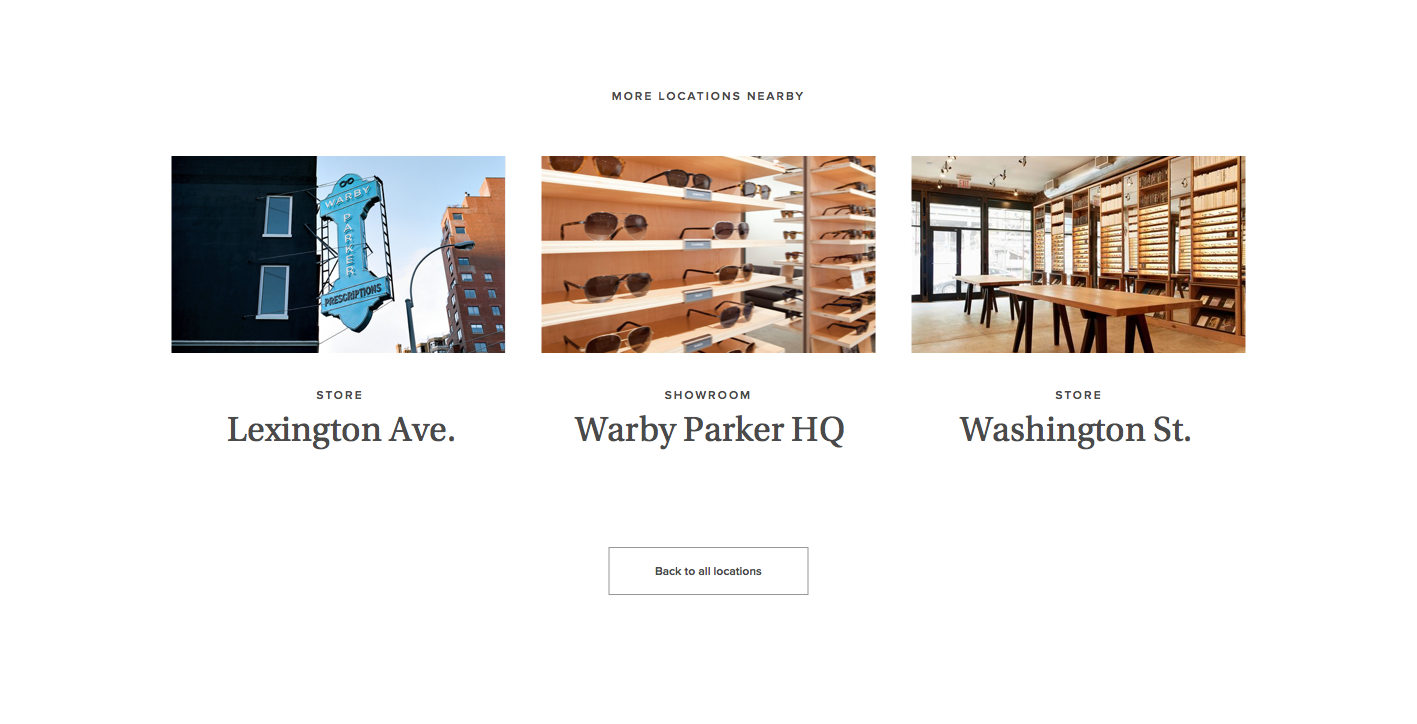 MORE LOCATIONS NEARBY
WARBY
PARKER
PRESCRIPTIONS
STORE
Lexington Ave.
SHOWROOM
Warby Parker HQ
STORE
Washington St.
Back to all locations